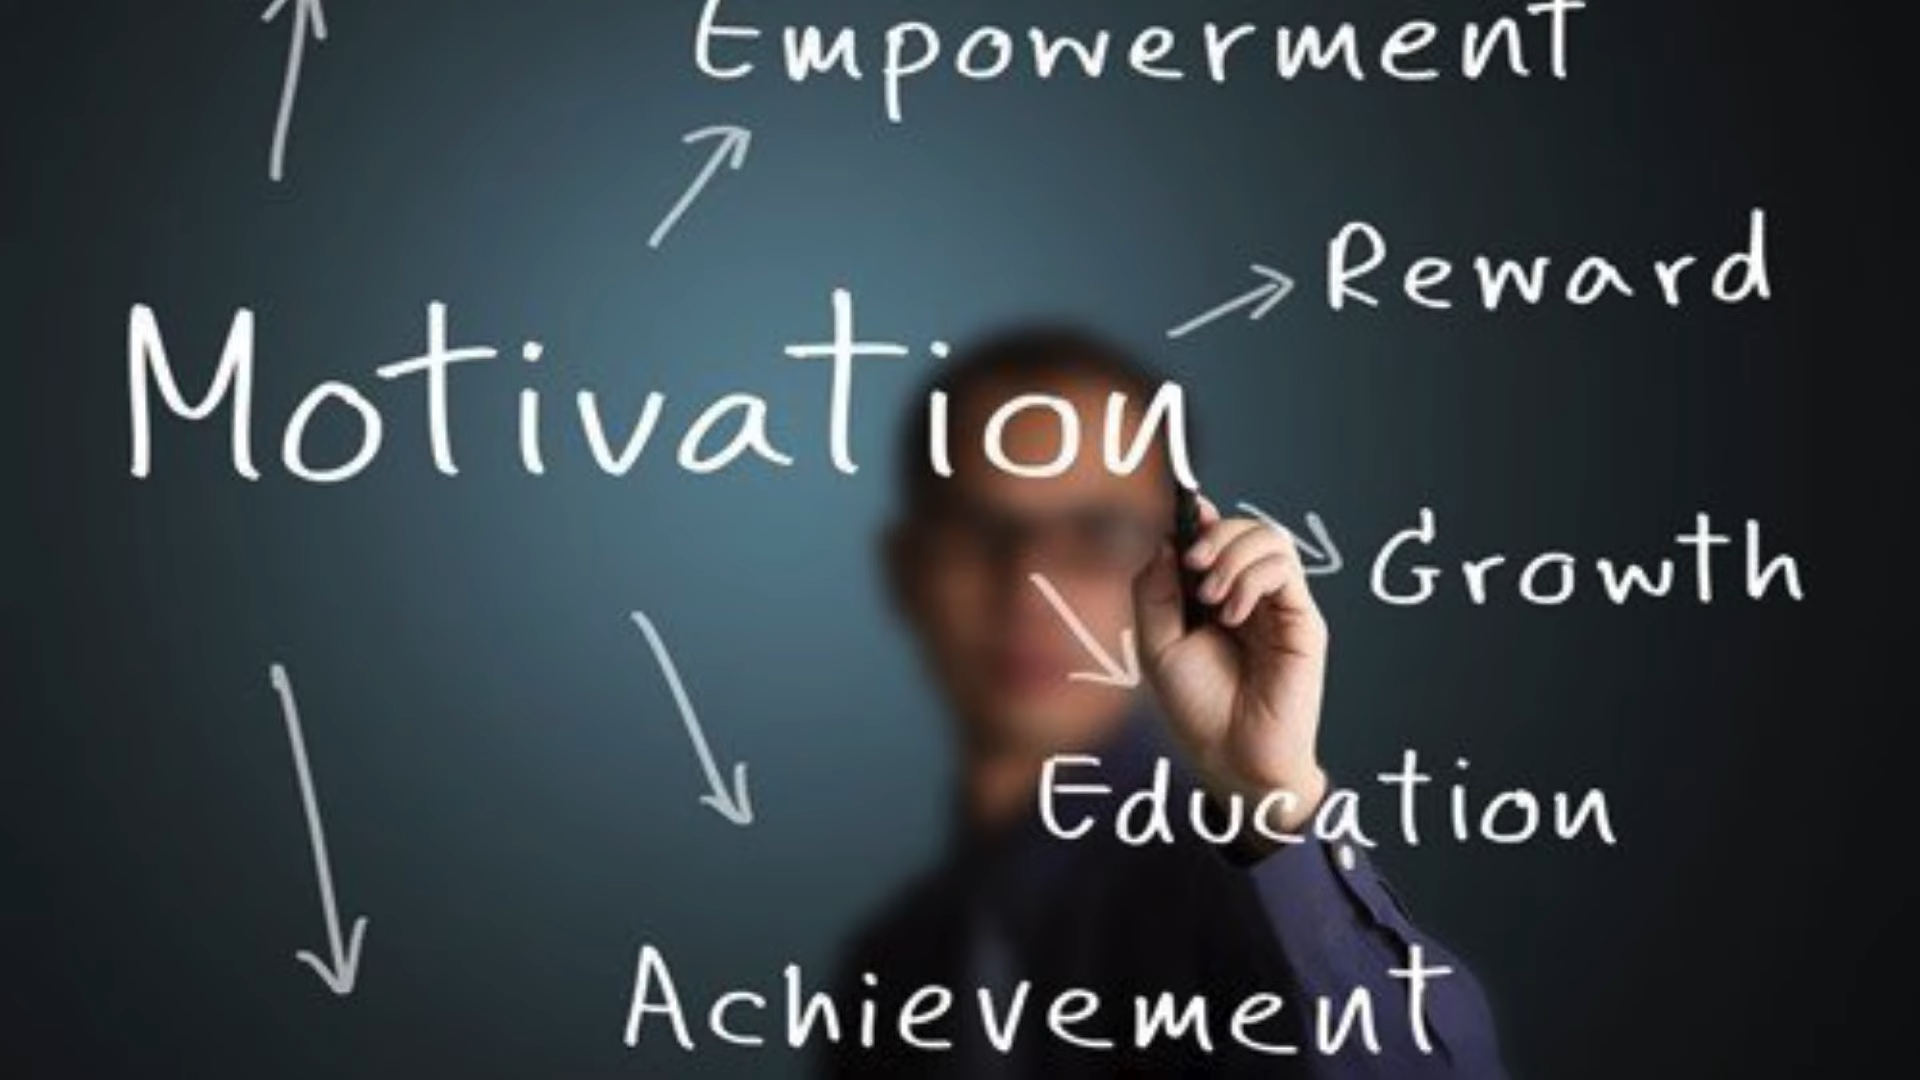 Empowerment
Reward
Motivation
Growth
Education
Achievement